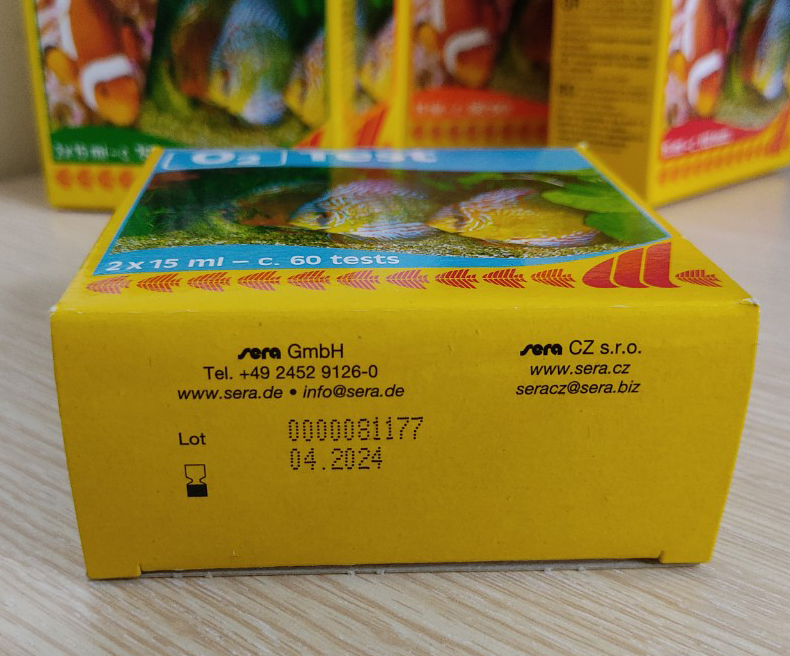 O₂ Test
2 x 15 ml – c. 60 tests
sera GmbH
Tel. +49 2452 9126-0
www.sera.de • info@sera.de
sera CZ s.r.o.
www.sera.cz
seracz@sera.biz
Lot
0000081177
04.2024